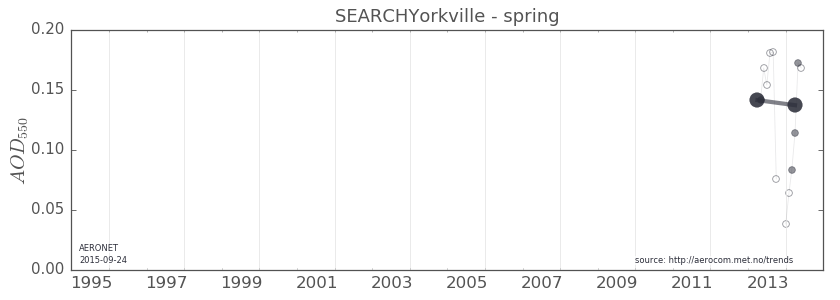 SEARCHYorkville - spring
0.20
0.15
0.10
0.05
0.00
AOD550
AERONET
2015-09-24
source: http://aerocom.met.no/trends
1995 1997 1999 2001 2003 2005 2007 2009 2011 2013